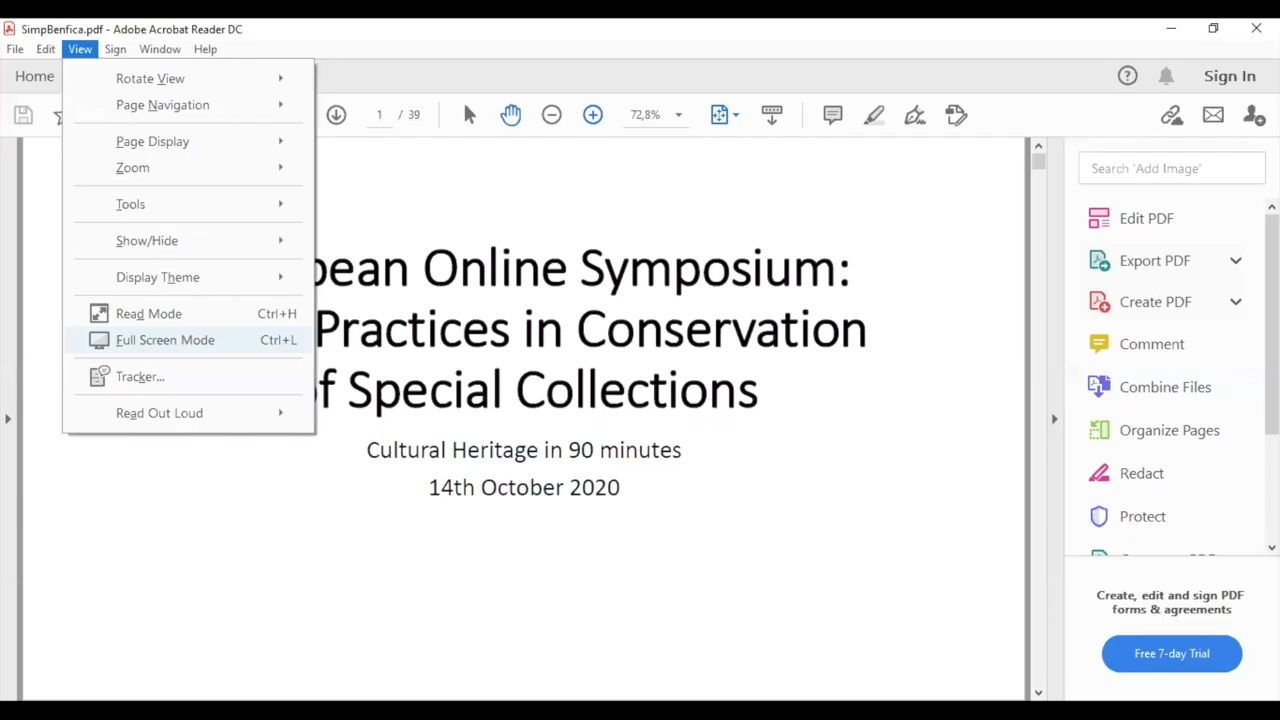 SimpBenfica.pdf - Adobe Acrobat Reader DC
File Edit View Sign Window Help
Home
Sign In
1 / 39
72,8%
Rotate View
Page Navigation
Page Display
Zoom
Tools
Show/Hide
Display Theme
Read Mode Ctrl+H
Full Screen Mode Ctrl+L
Tracker...
Read Out Loud
pean Online Symposium:
Practices in Conservation
of Special Collections
Cultural Heritage in 90 minutes
14th October 2020
Search 'Add Image'
Edit PDF
Export PDF
Create PDF
Comment
Combine Files
Organize Pages
Redact
Protect
Create, edit and sign PDF
forms & agreements
Free 7-day Trial